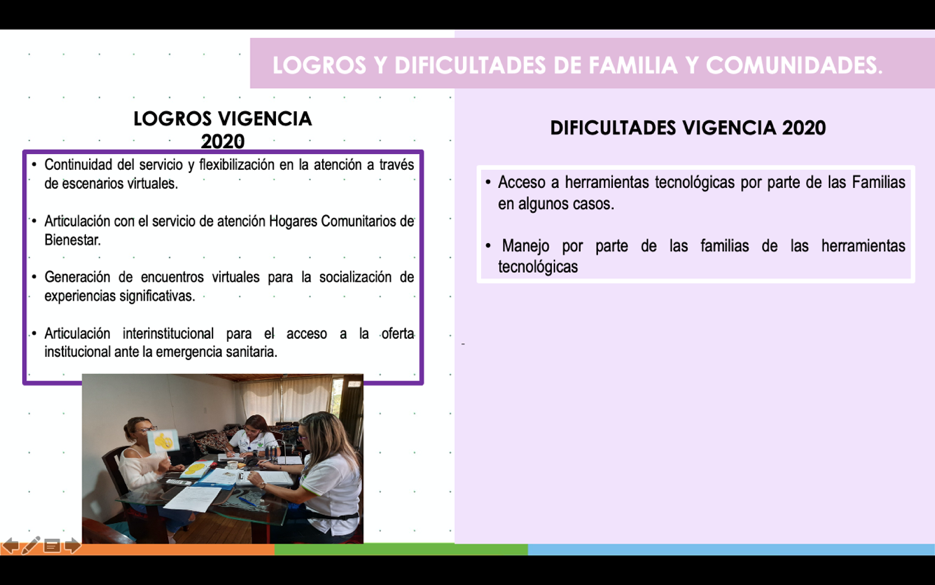 LOGROS Y DIFICULTADES DE FAMILIA Y COMUNIDADES.
LOGROS VIGENCIA
2020
• Continuidad del servicio y flexibilización en la atención a través
de escenarios virtuales.
• Articulación con el servicio de atención Hogares Comunitarios de
Bienestar.
• Generación de encuentros virtuales para la socialización de
experiencias significativas.
• Articulación interinstitucional para el acceso a la oferta
institucional ante la emergencia sanitaria.
DIFICULTADES VIGENCIA 2020
• Acceso a herramientas tecnológicas por parte de las Familias
en algunos casos.
• Manejo por parte de las familias de las herramientas
tecnológicas